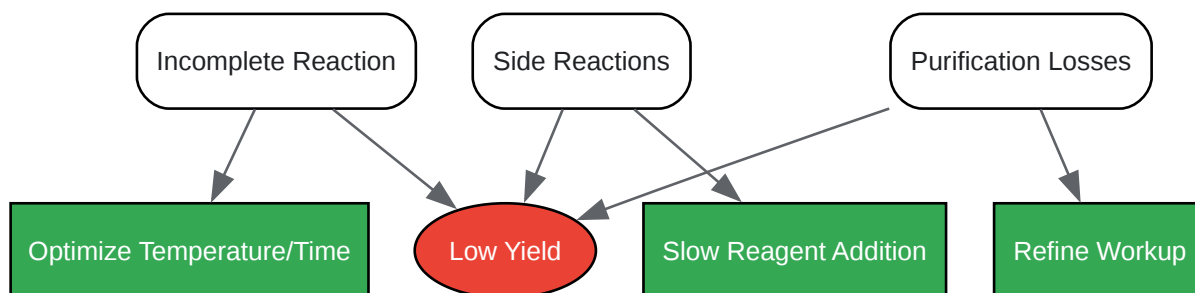 Incomplete Reaction
Side Reactions
Purification Losses
Optimize Temperature/Time
Low Yield
Slow Reagent Addition
Refine Workup